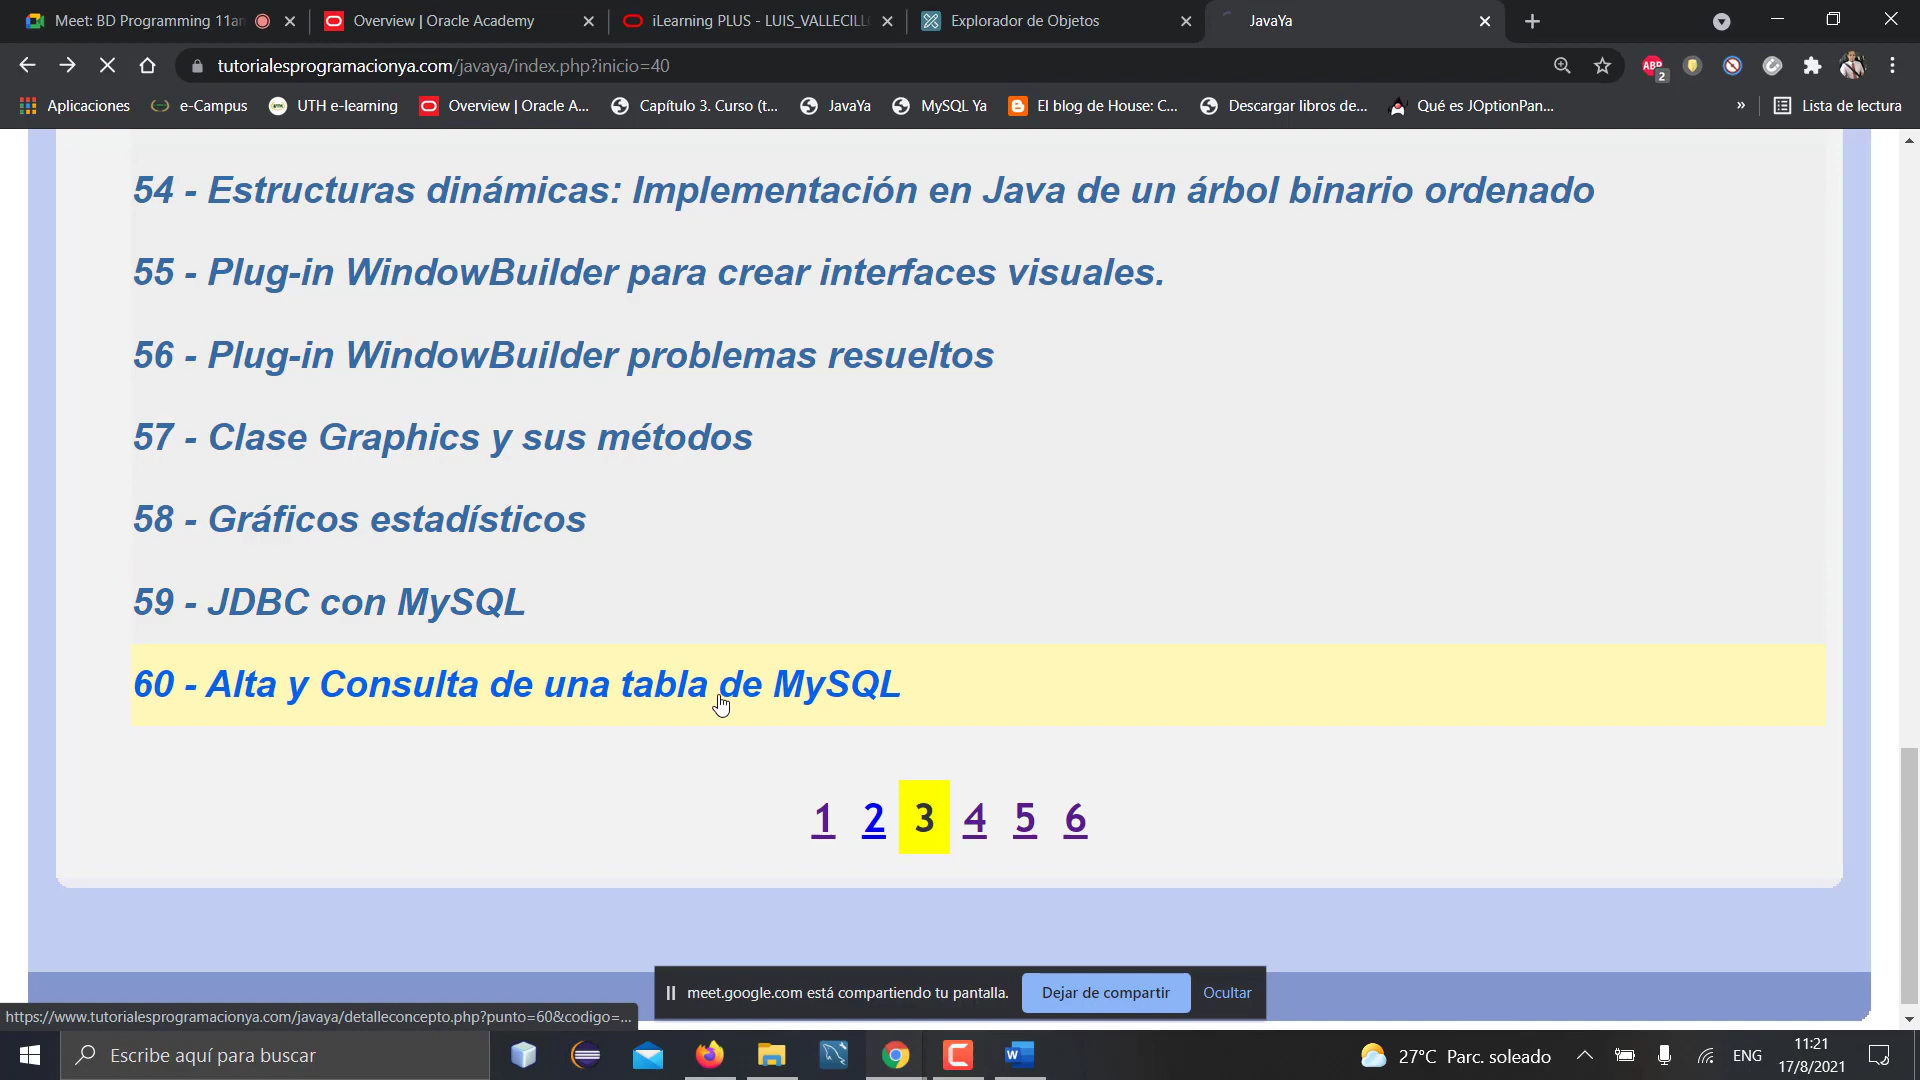 Meet: BD Programming 11am
Overview | Oracle Academy
iLearning PLUS - LUIS_VALLECILLO
Explorador de Objetos
JavaYa
tutorialesprogramacionya.com/javaya/index.php?inicio=40
ABP
2
Aplicaciones
e-Campus
UTH e-learning
Overview | Oracle A...
Capítulo 3. Curso (t...
JavaYa
MySQL Ya
El blog de House: C...
Descargar libros de...
Qué es JOptionPan...
»
Lista de lectura
54 - Estructuras dinámicas: Implementación en Java de un árbol binario ordenado
55 - Plug-in WindowBuilder para crear interfaces visuales.
56 - Plug-in WindowBuilder problemas resueltos
57 - Clase Graphics y sus métodos
58 - Gráficos estadísticos
59 - JDBC con MySQL
60 - Alta y Consulta de una tabla de MySQL
1 2 3 4 5 6
meet.google.com está compartiendo tu pantalla.
Dejar de compartir
Ocultar
https://www.tutorialesprogramacionya.com/javaya/detalleconcepto.php?punto=60&codigo=...
Escribe aquí para buscar
27°C Parc. soleado
ENG
11:21
17/8/2021